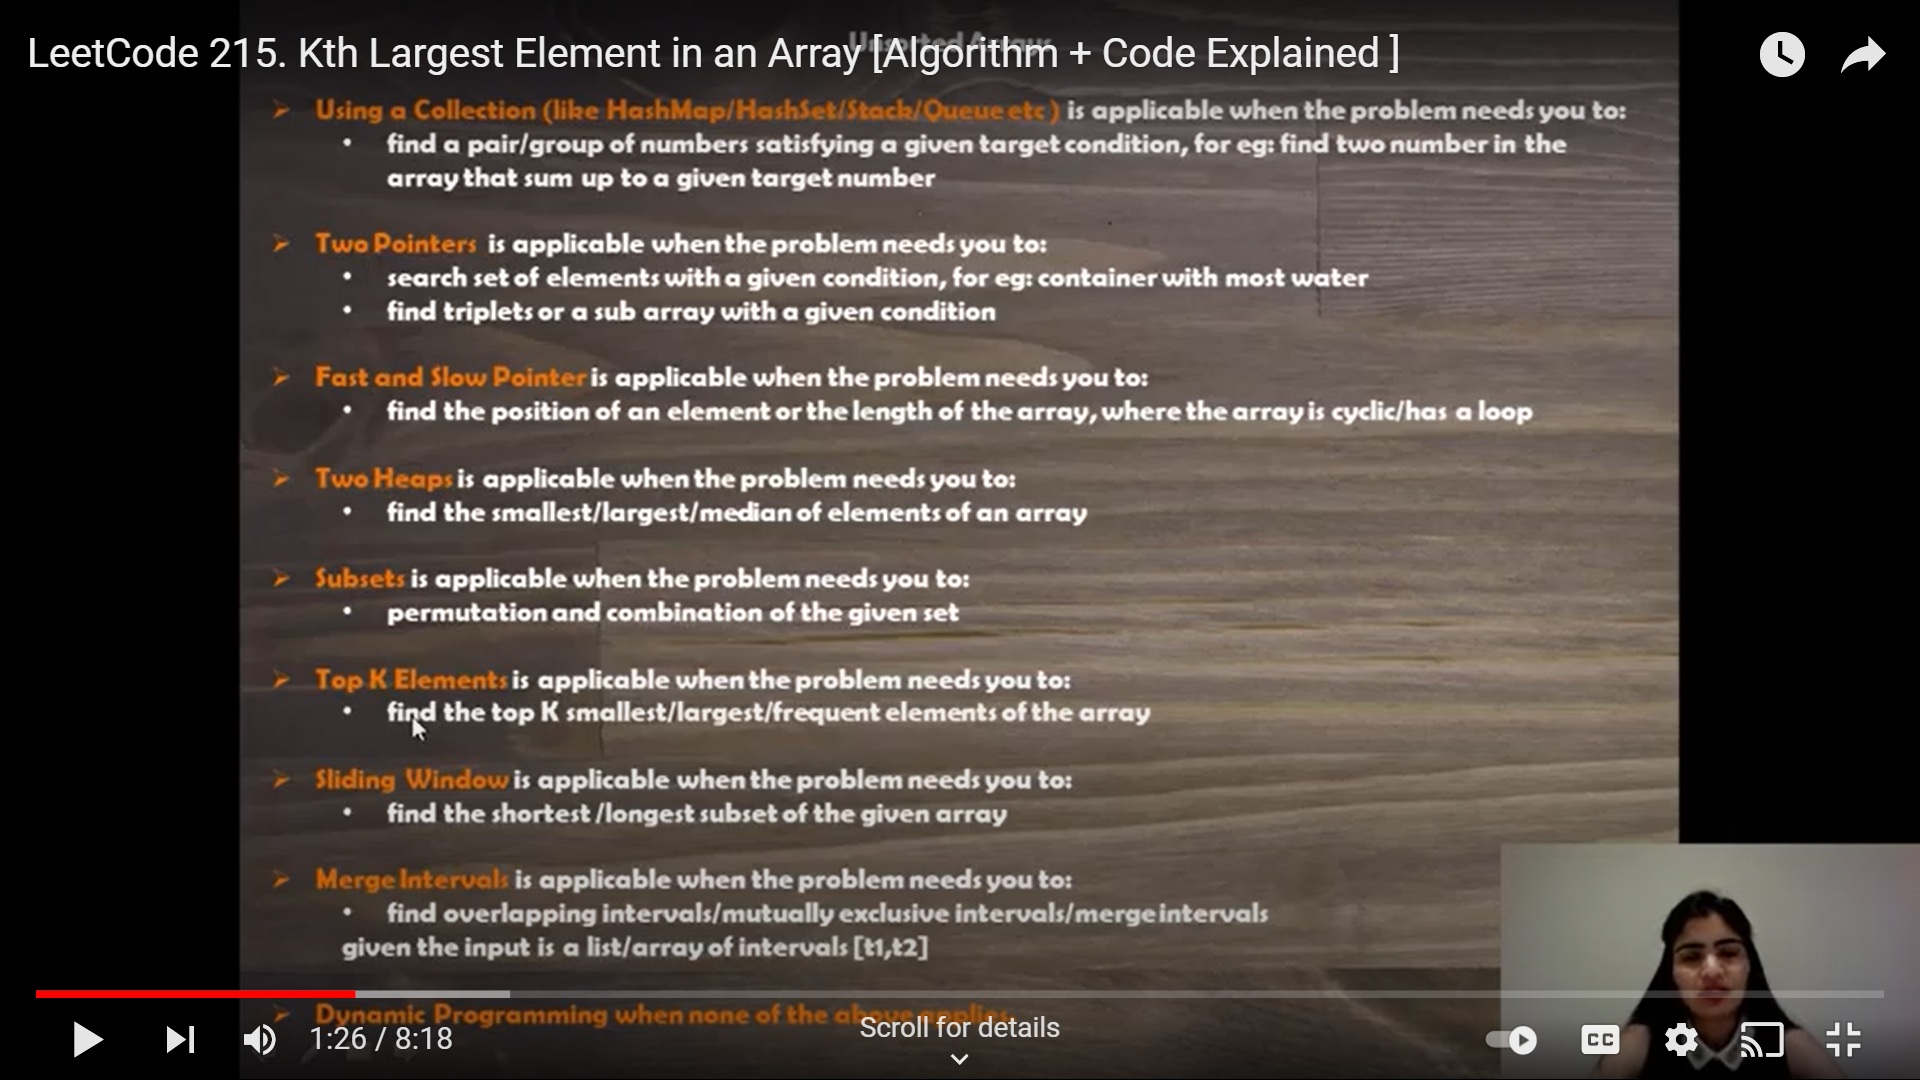 LeetCode 215. Kth Largest Element in an Array [Algorithm + Code Explained ]
Unsorted Arrays
Using a Collection (like HashMap/HashSet/Stack/Queue etc ) is applicable when the problem needs you to:
• find a pair/group of numbers satisfying a given target condition, for eg: find two number in the
array that sum up to a given target number
Two Pointers is applicable when the problem needs you to:
• search set of elements with a given condition, for eg: container with most water
• find triplets or a sub array with a given condition
Fast and Slow Pointer is applicable when the problem needs you to:
• find the position of an element or the length of the array, where the array is cyclic/has a loop
Two Heaps is applicable when the problem needs you to:
• find the smallest/largest/median of elements of an array
Subsets is applicable when the problem needs you to:
• permutation and combination of the given set
Top K Elements is applicable when the problem needs you to:
• find the top K smallest/largest/frequent elements of the array
Sliding Window is applicable when the problem needs you to:
• find the shortest /longest subset of the given array
Merge Intervals is applicable when the problem needs you to:
• find overlapping intervals/mutually exclusive intervals/merge intervals
given the input is a list/array of intervals [t1,t2]
Dynamic Programming when none of the above applies
1:26 / 8:18
Scroll for details
CC